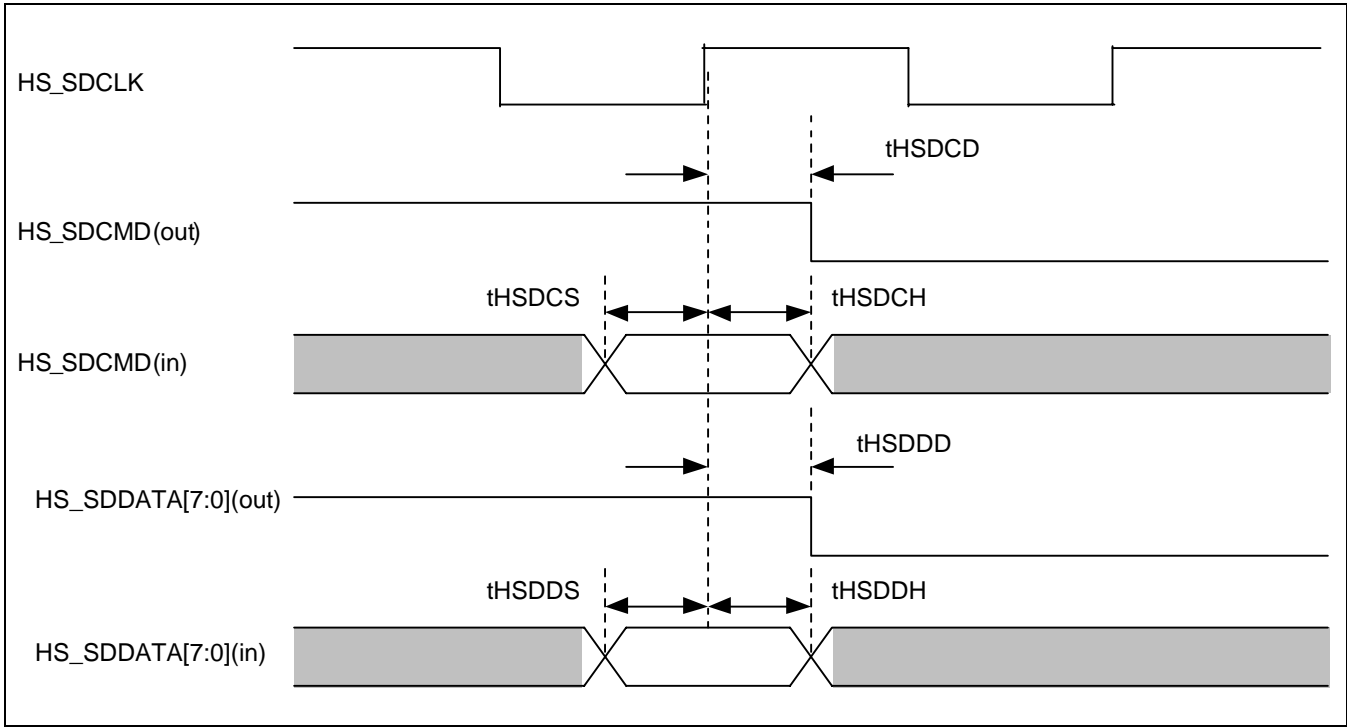 HS_SDCLK
tHSDCD
HS_SDCMD(out)
tHSDCS
tHSDCH
HS_SDCMD(in)
tHSDDD
HS_SDDATA[7:0](out)
tHSDDS
tHSDDH
HS_SDDATA[7:0](in)